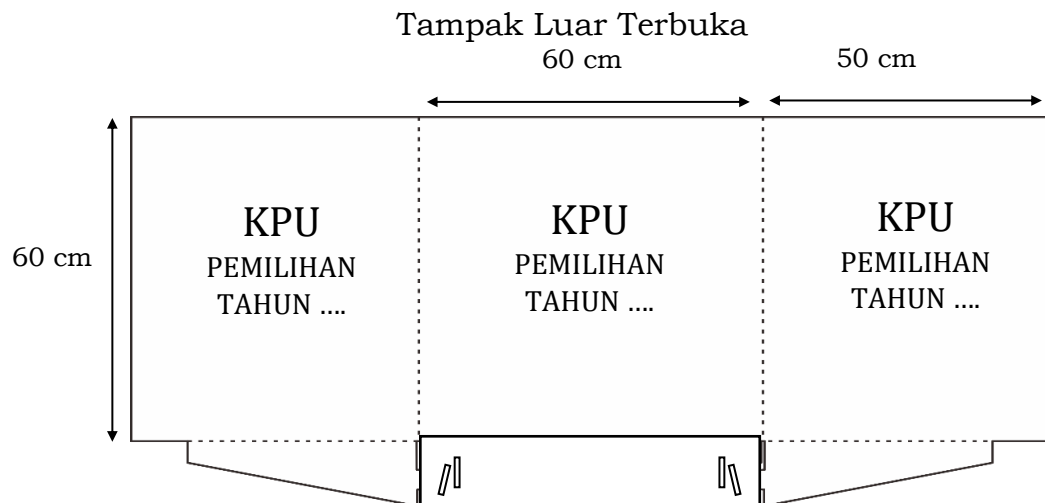 Tampak Luar Terbuka
60 cm
50 cm
KPU
PEMILIHAN
TAHUN ....
KPU
PEMILIHAN
TAHUN ....
KPU
PEMILIHAN
TAHUN ....
60 cm